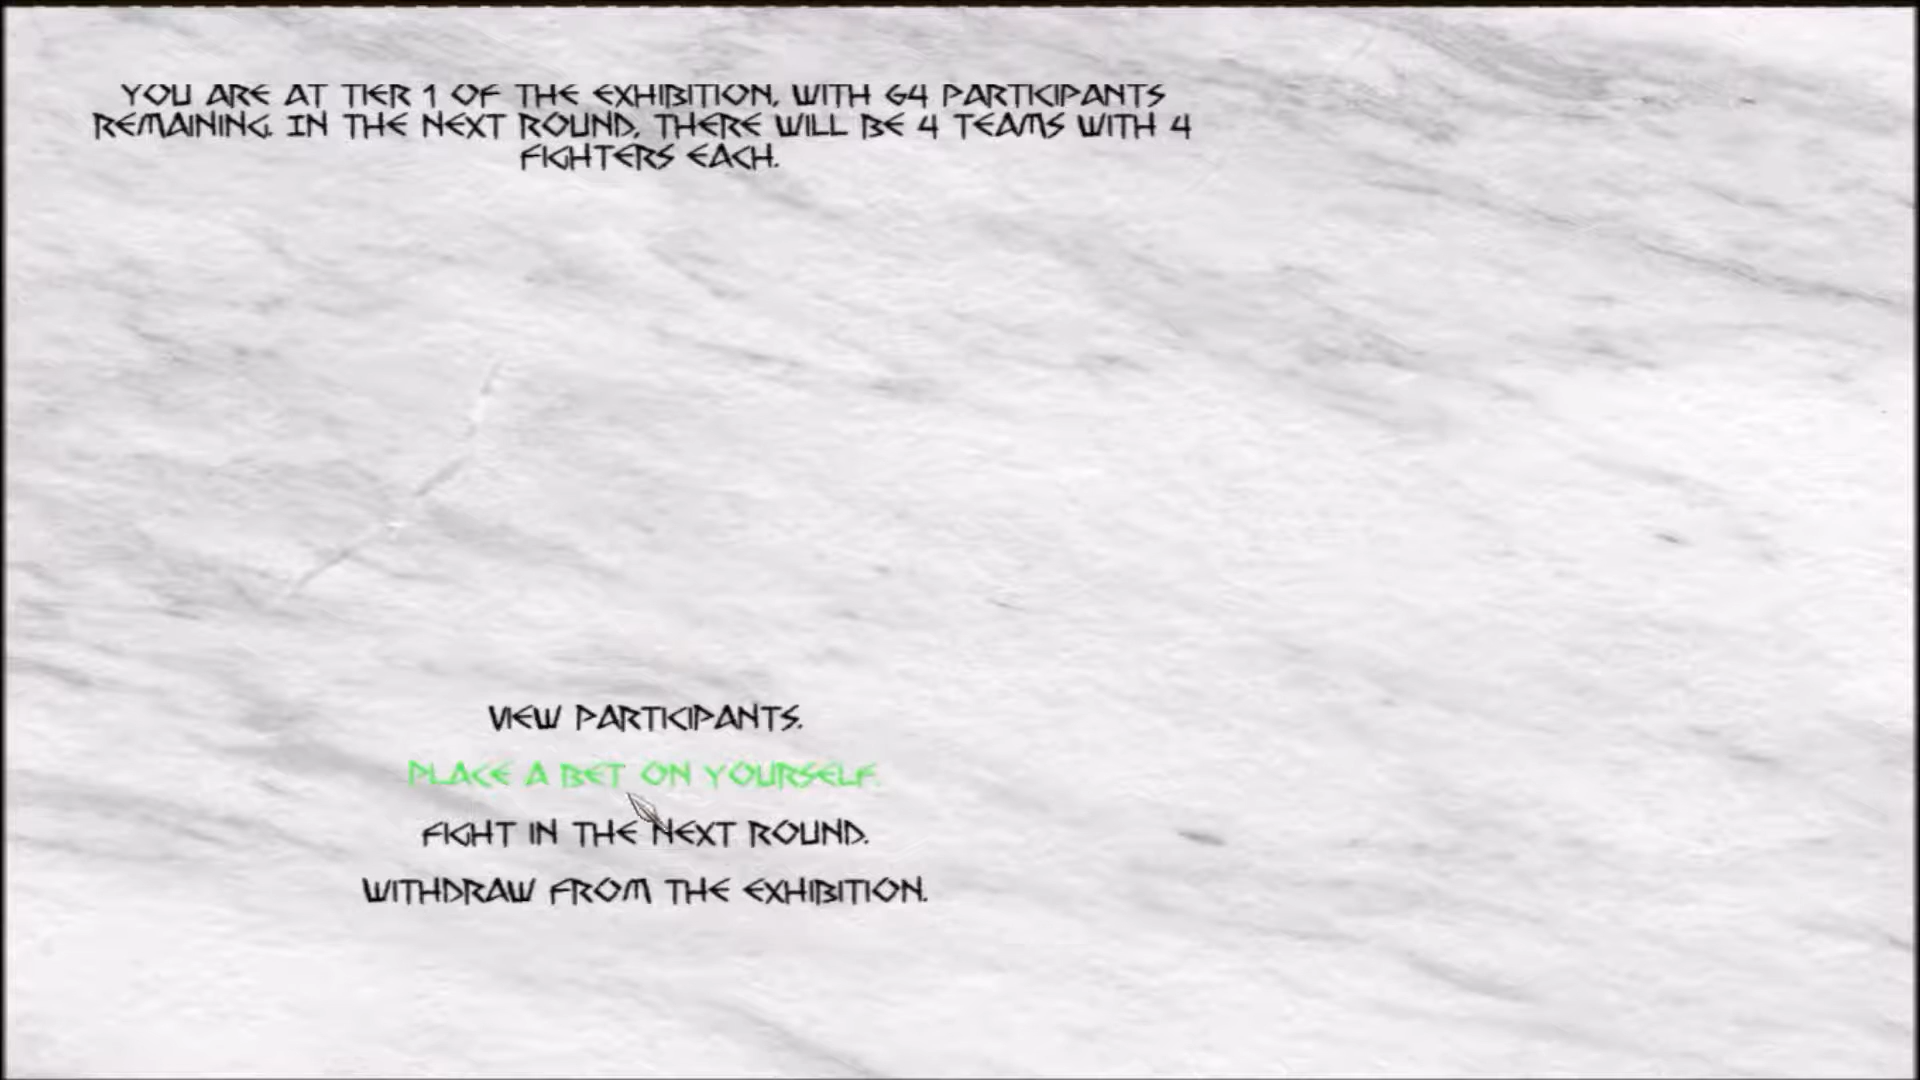 YOU ARE AT TIER 1 OF THE EXHIBITION, WITH 64 PARTICIPANTS
REMAINING. IN THE NEXT ROUND, THERE WILL BE 4 TEAMS WITH 4
FIGHTERS EACH.
VIEW PARTICIPANTS.
PLACE A BET ON YOURSELF.
FIGHT IN THE NEXT ROUND.
WITHDRAW FROM THE EXHIBITION.